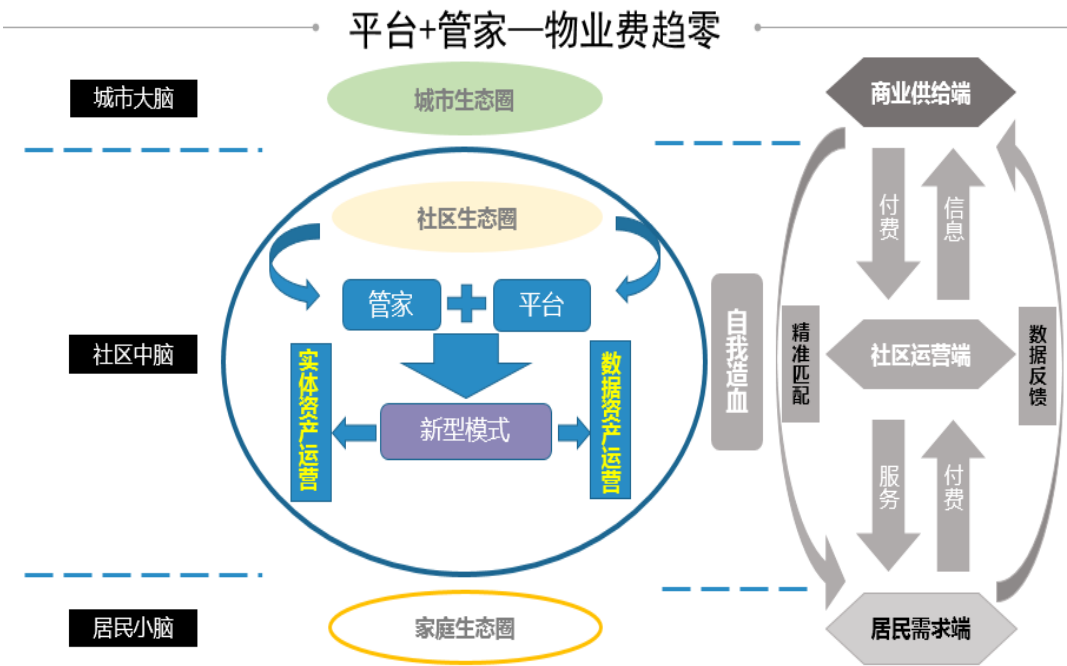 平台+管家—物业费趋零
城市大脑
城市生态圈
商业供给端
社区生态圈
付费
信息
管家
平台
自我造血
精准匹配
社区运营端
数据反馈
社区中脑
实体资产运营
数据资产运营
新型模式
服务
付费
居民小脑
家庭生态圈
居民需求端